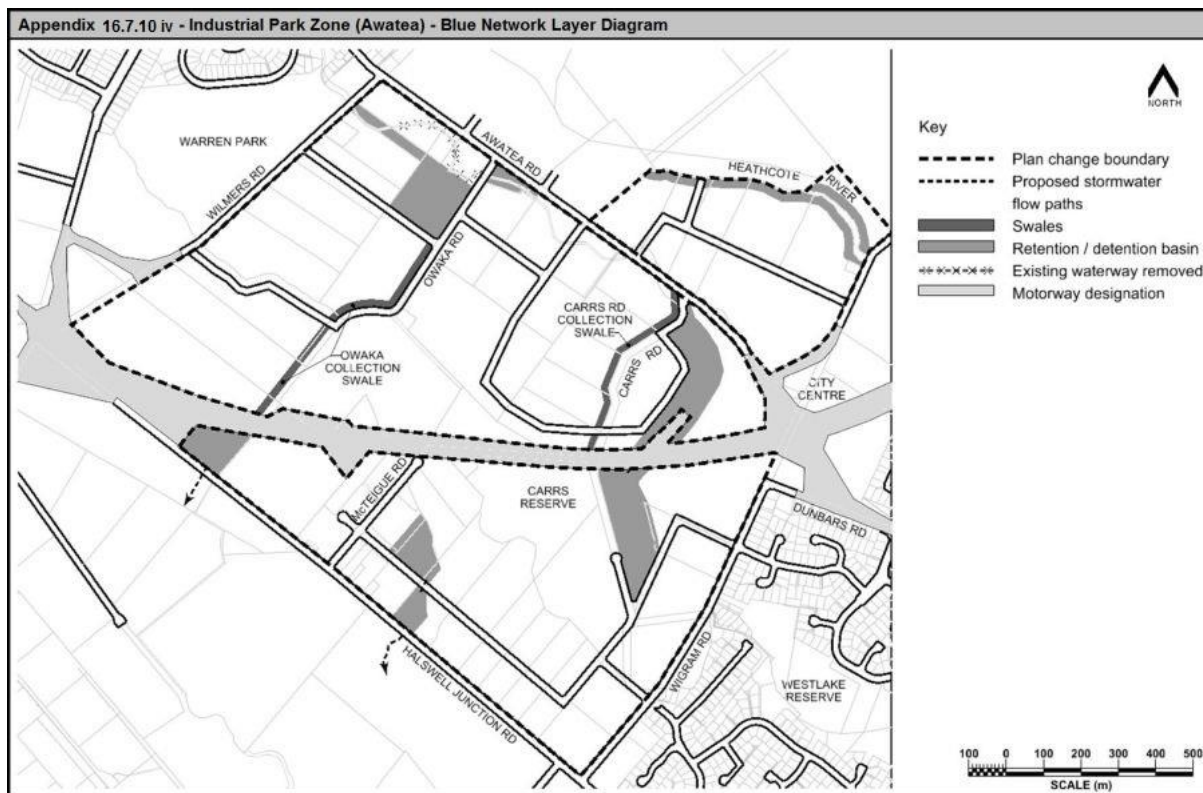 Appendix 16.7.10 iv - Industrial Park Zone (Awatea) - Blue Network Layer Diagram
NORTH
Key
Plan change boundary
Proposed stormwater
flow paths
Swales
Retention / detention basin
Existing waterway removed
Motorway designation
WARREN PARK
WILMERS RD
AWATEA RD
HEATHCOTE
RIVER
OWAKA RD
CARRS RD
COLLECTION
SWALE
CARRS RD
OWAKA
COLLECTION
SWALE
CITY
CENTRE
McTEIGUE RD
CARRS
RESERVE
DUNBARS RD
HALSWELL JUNCTION RD
WIGRAM RD
WESTLAKE
RESERVE
100 0 100 200 300 400 500
SCALE (m)